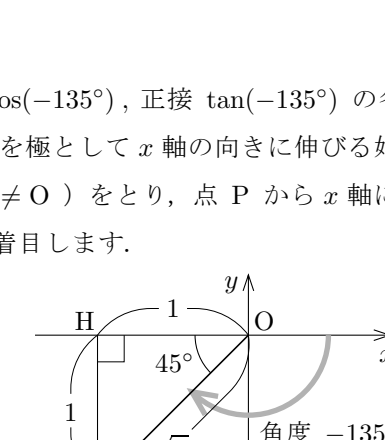 os(−135°) , 正接 tan(−135°) の
を極として x 軸の向きに伸びる
≠ O ）をとり，点 P から x 軸に
着目します.
y
H 1 O
x
45°
1
角度 −135